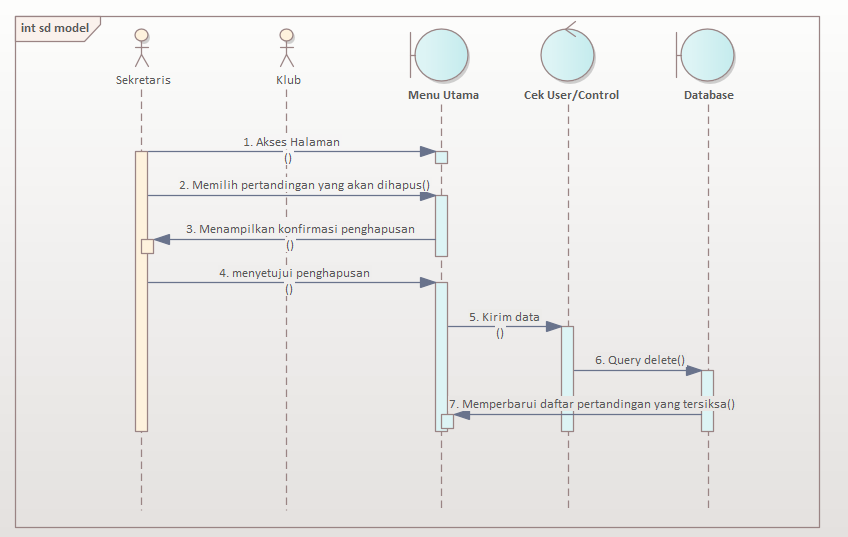 int sd model
Sekretaris
Klub
Menu Utama
Cek User/Control
Database
1. Akses Halaman
()
2. Memilih pertandingan yang akan dihapus()
3. Menampilkan konfirmasi penghapusan
()
4. menyetujui penghapusan
()
5. Kirim data
()
6. Query delete()
7. Memperbarui daftar pertandingan yang tersiksa()